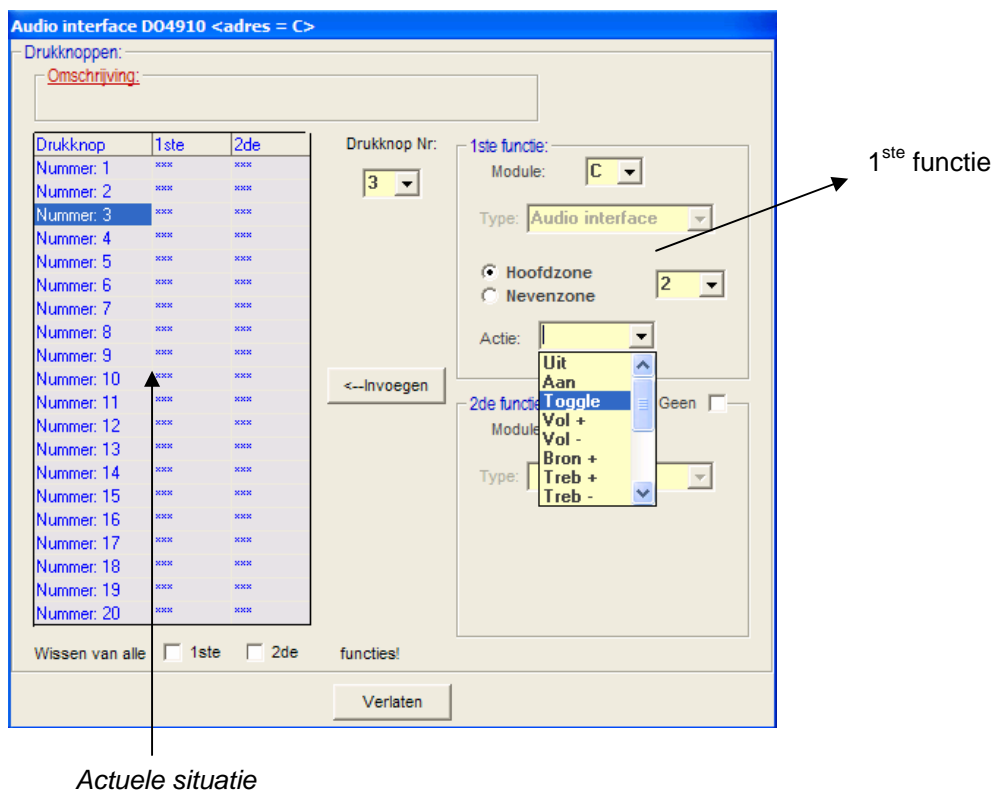 Audio interface DO4910 <adres = C>
Drukknoppen:
Omschrijving:
Drukknop 1ste 2de
Nummer: 1 *** ***
Nummer: 2 *** ***
Nummer: 3 *** ***
Nummer: 4 *** ***
Nummer: 5 *** ***
Nummer: 6 *** ***
Nummer: 7 *** ***
Nummer: 8 *** ***
Nummer: 9 *** ***
Nummer: 10 *** ***
Nummer: 11 *** ***
Nummer: 12 *** ***
Nummer: 13 *** ***
Nummer: 14 *** ***
Nummer: 15 *** ***
Nummer: 16 *** ***
Nummer: 17 *** ***
Nummer: 18 *** ***
Nummer: 19 *** ***
Nummer: 20 *** ***
Wissen van alle 1ste 2de functies!
Drukknop Nr:
3
<--Invoegen
1ste functie:
Module: C
Type: Audio interface
Hoofdzone
Nevenzone
2
Actie:
Uit
Aan
Toggle
Vol +
Vol -
Bron +
Treb +
Treb -
2de functie
Geen
Module
Type:
Verlaten
1ste functie
Actuele situatie